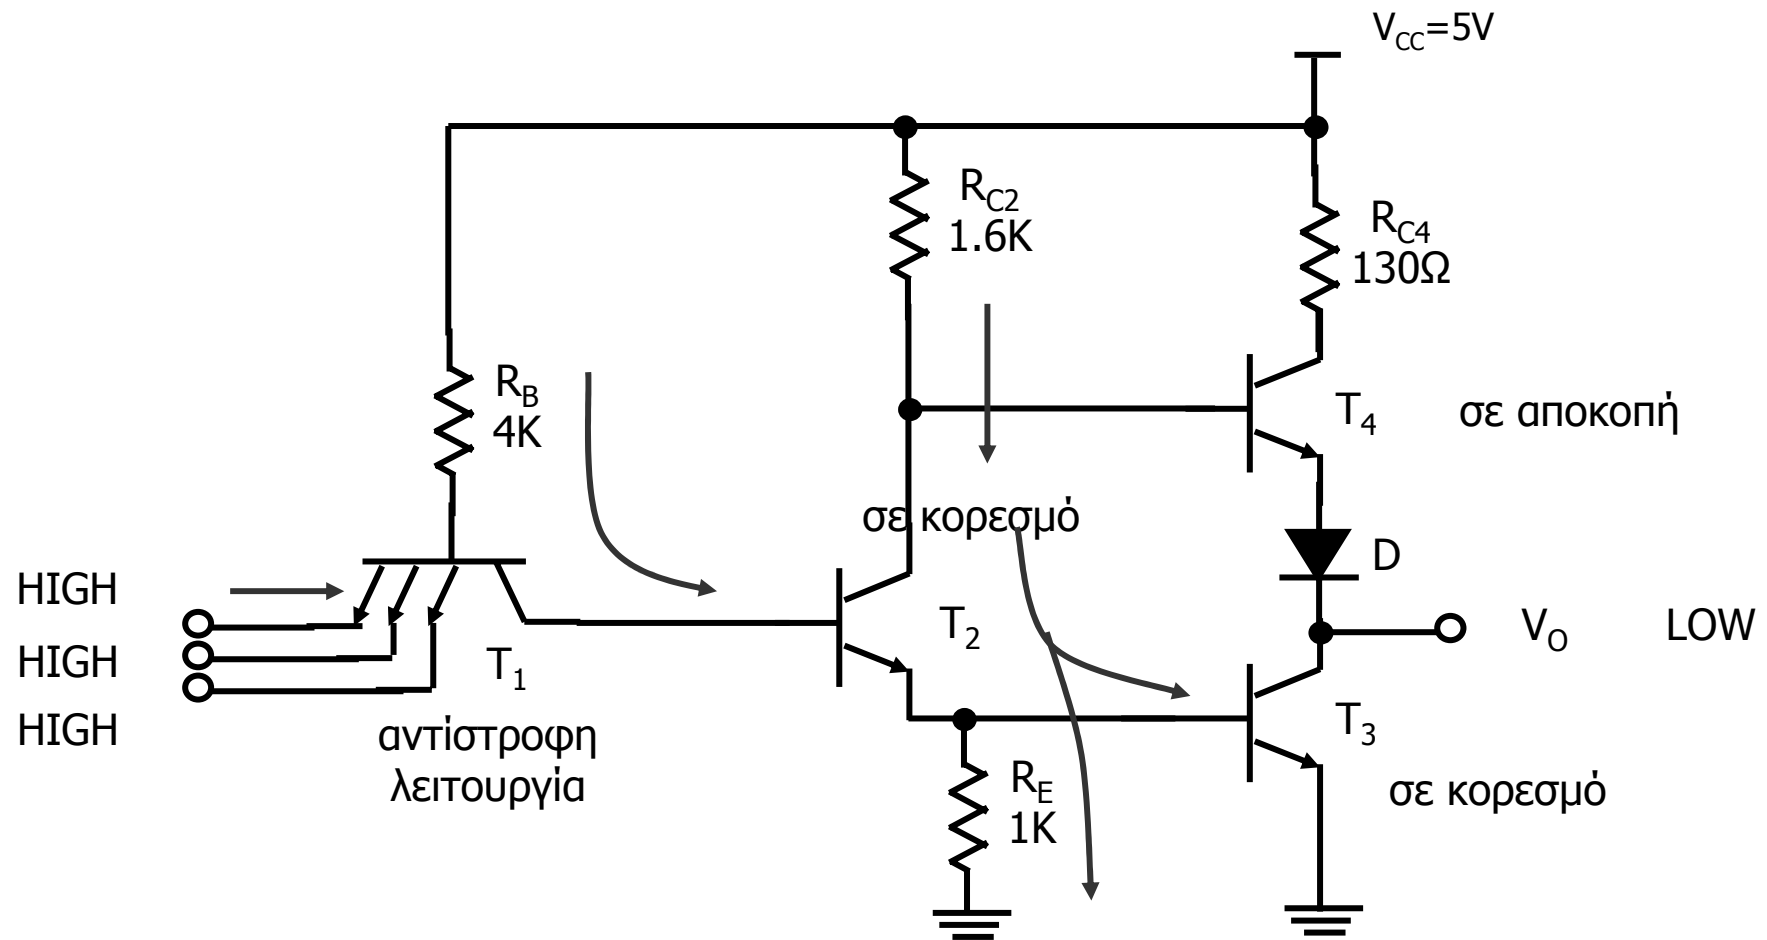 V_CC=5V
R_C2
1.6K
R_C4
130Ω
R_B
4K
T_4
σε αποκοπή
σε κορεσμό
D
HIGH
T_2
V_O
LOW
HIGH
T_1
HIGH
αντίστροφη
λειτουργία
T_3
R_E
1K
σε κορεσμό